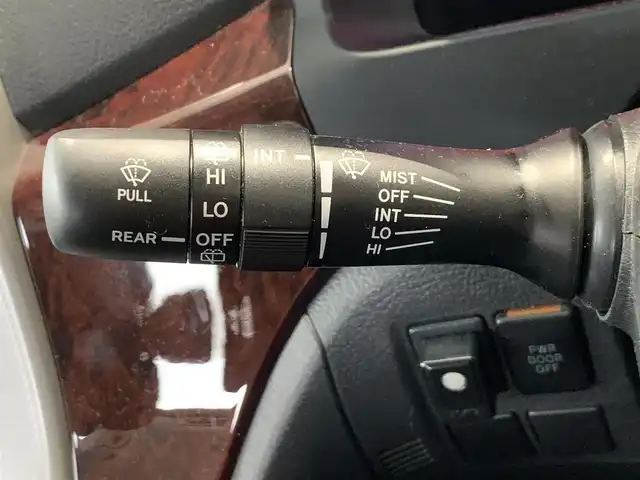 PULL
REAR
HI
LO
OFF
INT
MIST
OFF
INT
LO
HI
PWR
DOOR
OFF